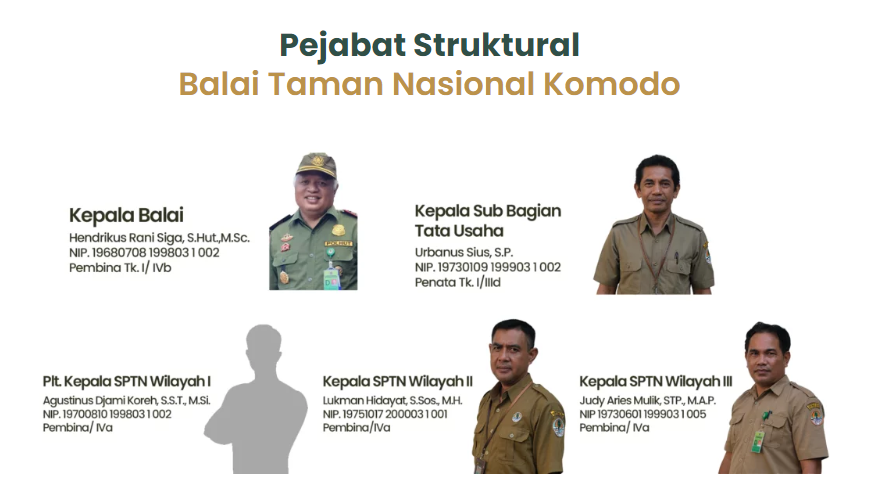 Pejabat Struktural
Balai Taman Nasional Komodo
Kepala Balai
Hendrikus Rani Siga, S.Hut.,M.Sc.
NIP. 19680708 199803 1 002
Pembina Tk. I/ IVb
POLHUT
Kepala Sub Bagian
Tata Usaha
Urbanus Sius, S.P.
NIP. 19730109 199903 1 002
Penata Tk. I/IIId
Plt. Kepala SPTN Wilayah I
Agustinus Djami Koreh, S.S.T., M.Si.
NIP. 19700810 199803 1 002
Pembina/ IVa
Kepala SPTN Wilayah II
Lukman Hidayat, S.Sos., M.H.
NIP. 19751017 200003 1 001
Pembina/IVa
Kepala SPTN Wilayah III
Judy Aries Mulik, STP., M.A.P.
NIP 19730601 199903 1 005
Pembina/ IVa